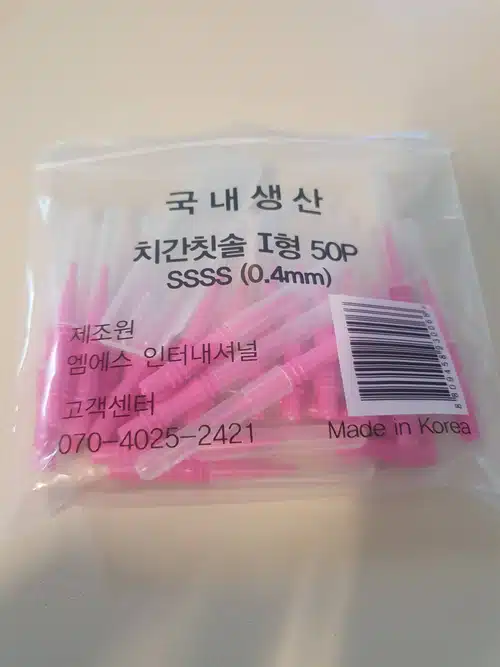 국내생산
치간칫솔 I형 50P
SSSS (0.4mm)
제조원
엠에스 인터내셔널
고객센터
070-4025-2421
Made in Korea